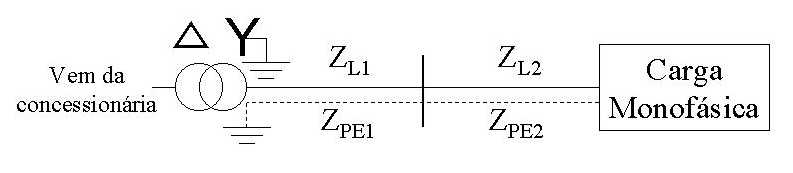 Δ Y
Z_L1 Z_L2
Vem da
concessionária
Carga
Monofásica
Z_PE1 Z_PE2